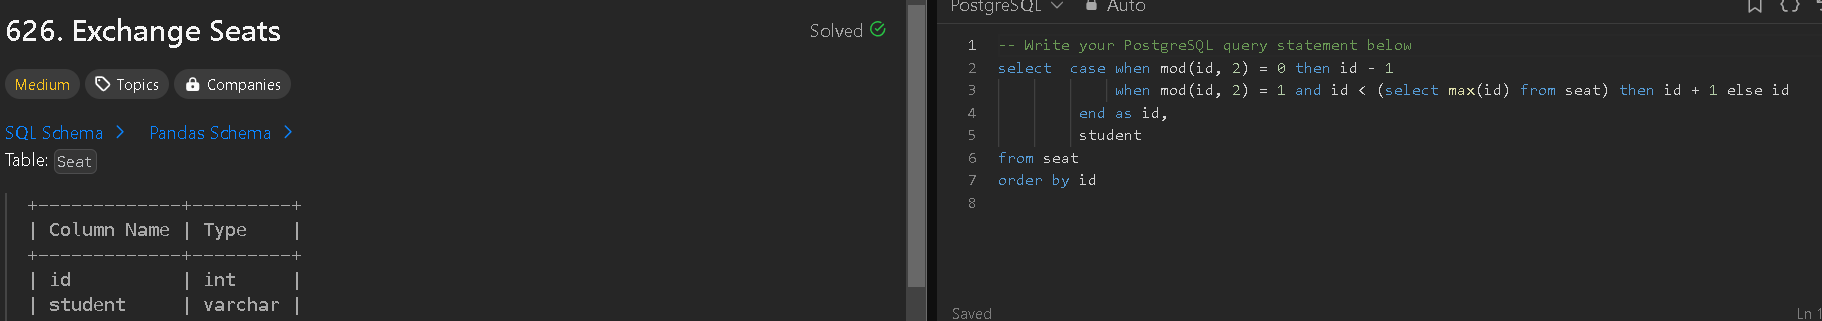 626. Exchange Seats
Solved
Medium Topics Companies
SQL Schema > Pandas Schema >
Table: Seat
+-------------+---------+
| Column Name | Type    |
+-------------+---------+
| id          | int     |
| student     | varchar |
PostgreSQL Auto
1 -- Write your PostgreSQL query statement below
2 select  case when mod(id, 2) = 0 then id - 1
3              when mod(id, 2) = 1 and id < (select max(id) from seat) then id + 1 else id
4         end as id,
5         student
6 from seat
7 order by id
8
Saved
Ln 1